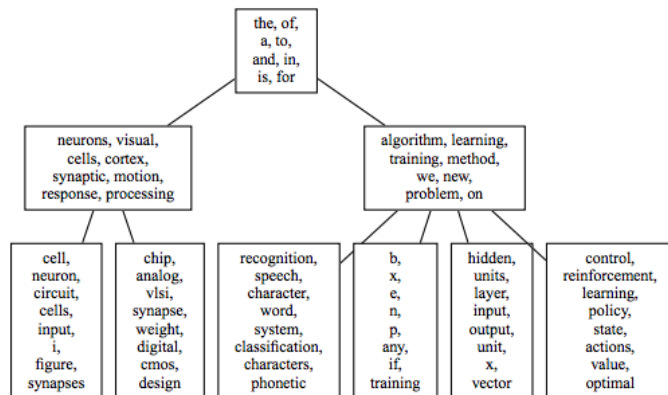 the, of,
a, to,
and, in,
is, for
neurons, visual,
cells, cortex,
synaptic, motion,
response, processing
algorithm, learning,
training, method,
we, new,
problem, on
cell,
neuron,
circuit,
cells,
input,
i,
figure,
synapses
chip,
analog,
vlsi,
synapse,
weight,
digital,
cmos,
design
recognition,
speech,
character,
word,
system,
classification,
characters,
phonetic
b,
x,
e,
n,
p,
any,
if,
training
hidden,
units,
layer,
input,
output,
unit,
x,
vector
control,
reinforcement,
learning,
policy,
state,
actions,
value,
optimal